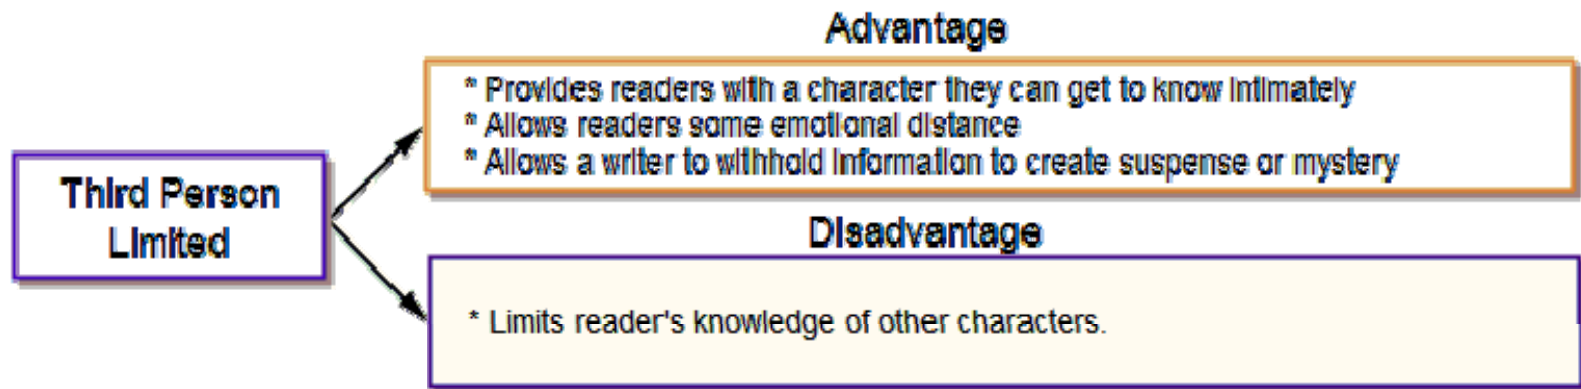 Advantage
* Provides readers with a character they can get to know intimately
* Allows readers some emotional distance
* Allows a writer to withhold information to create suspense or mystery
Third Person
Limited
Disadvantage
* Limits reader's knowledge of other characters.